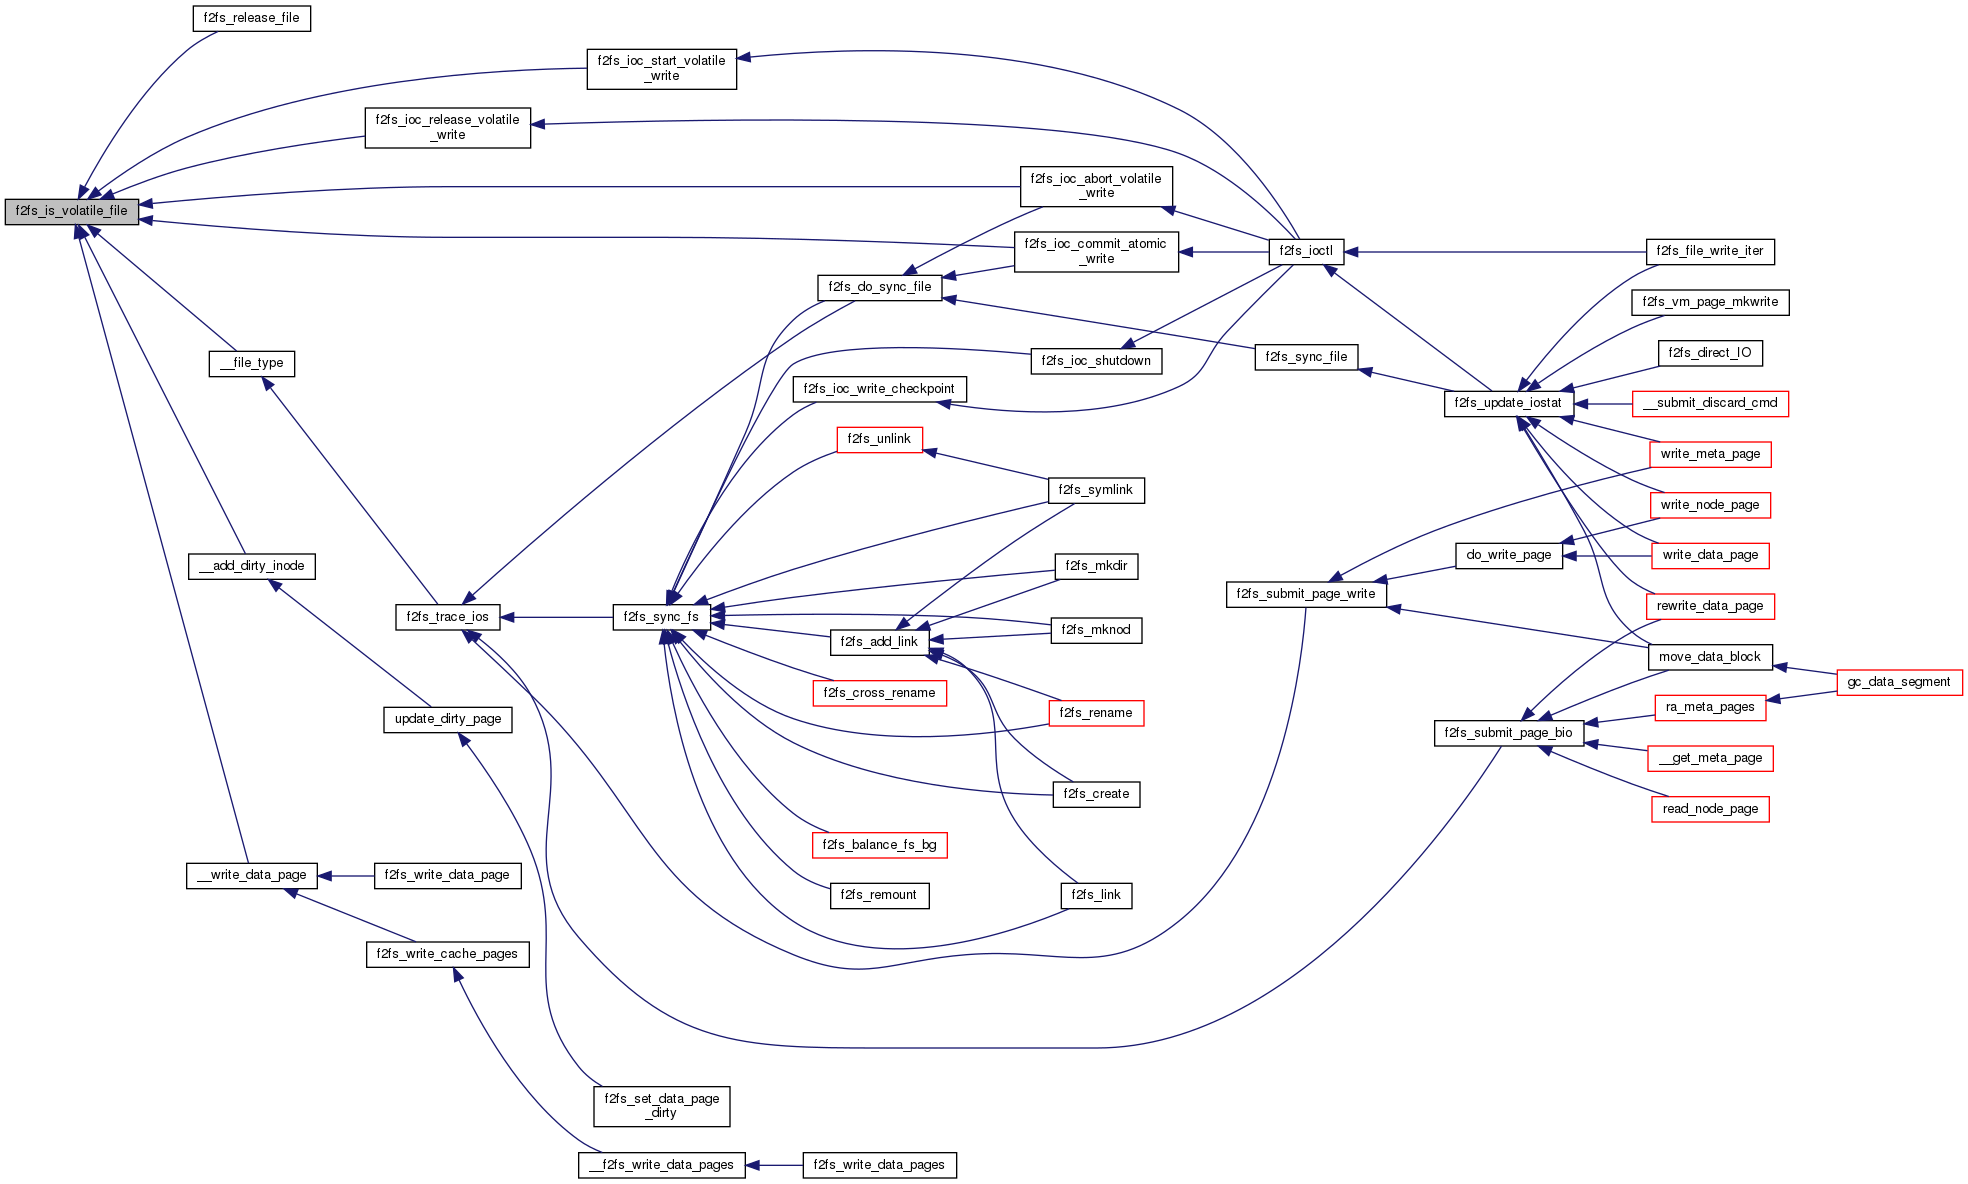 f2fs_release_file
f2fs_ioc_start_volatile
_write
f2fs_ioc_release_volatile
_write
f2fs_is_volatile_file
f2fs_ioc_abort_volatile
_write
f2fs_ioc_commit_atomic
_write
f2fs_ioctl
f2fs_file_write_iter
f2fs_do_sync_file
f2fs_vm_page_mkwrite
__file_type
f2fs_ioc_shutdown
f2fs_sync_file
f2fs_direct_IO
f2fs_ioc_write_checkpoint
f2fs_update_iostat
__submit_discard_cmd
f2fs_unlink
write_meta_page
f2fs_symlink
write_node_page
__add_dirty_inode
f2fs_mkdir
do_write_page
write_data_page
f2fs_trace_ios
f2fs_sync_fs
f2fs_submit_page_write
rewrite_data_page
f2fs_add_link
f2fs_mknod
move_data_block
f2fs_cross_rename
gc_data_segment
update_dirty_page
f2fs_rename
ra_meta_pages
f2fs_submit_page_bio
__get_meta_page
f2fs_create
read_node_page
f2fs_balance_fs_bg
__write_data_page
f2fs_write_data_page
f2fs_remount
f2fs_link
f2fs_write_cache_pages
f2fs_set_data_page
_dirty
__f2fs_write_data_pages
f2fs_write_data_pages